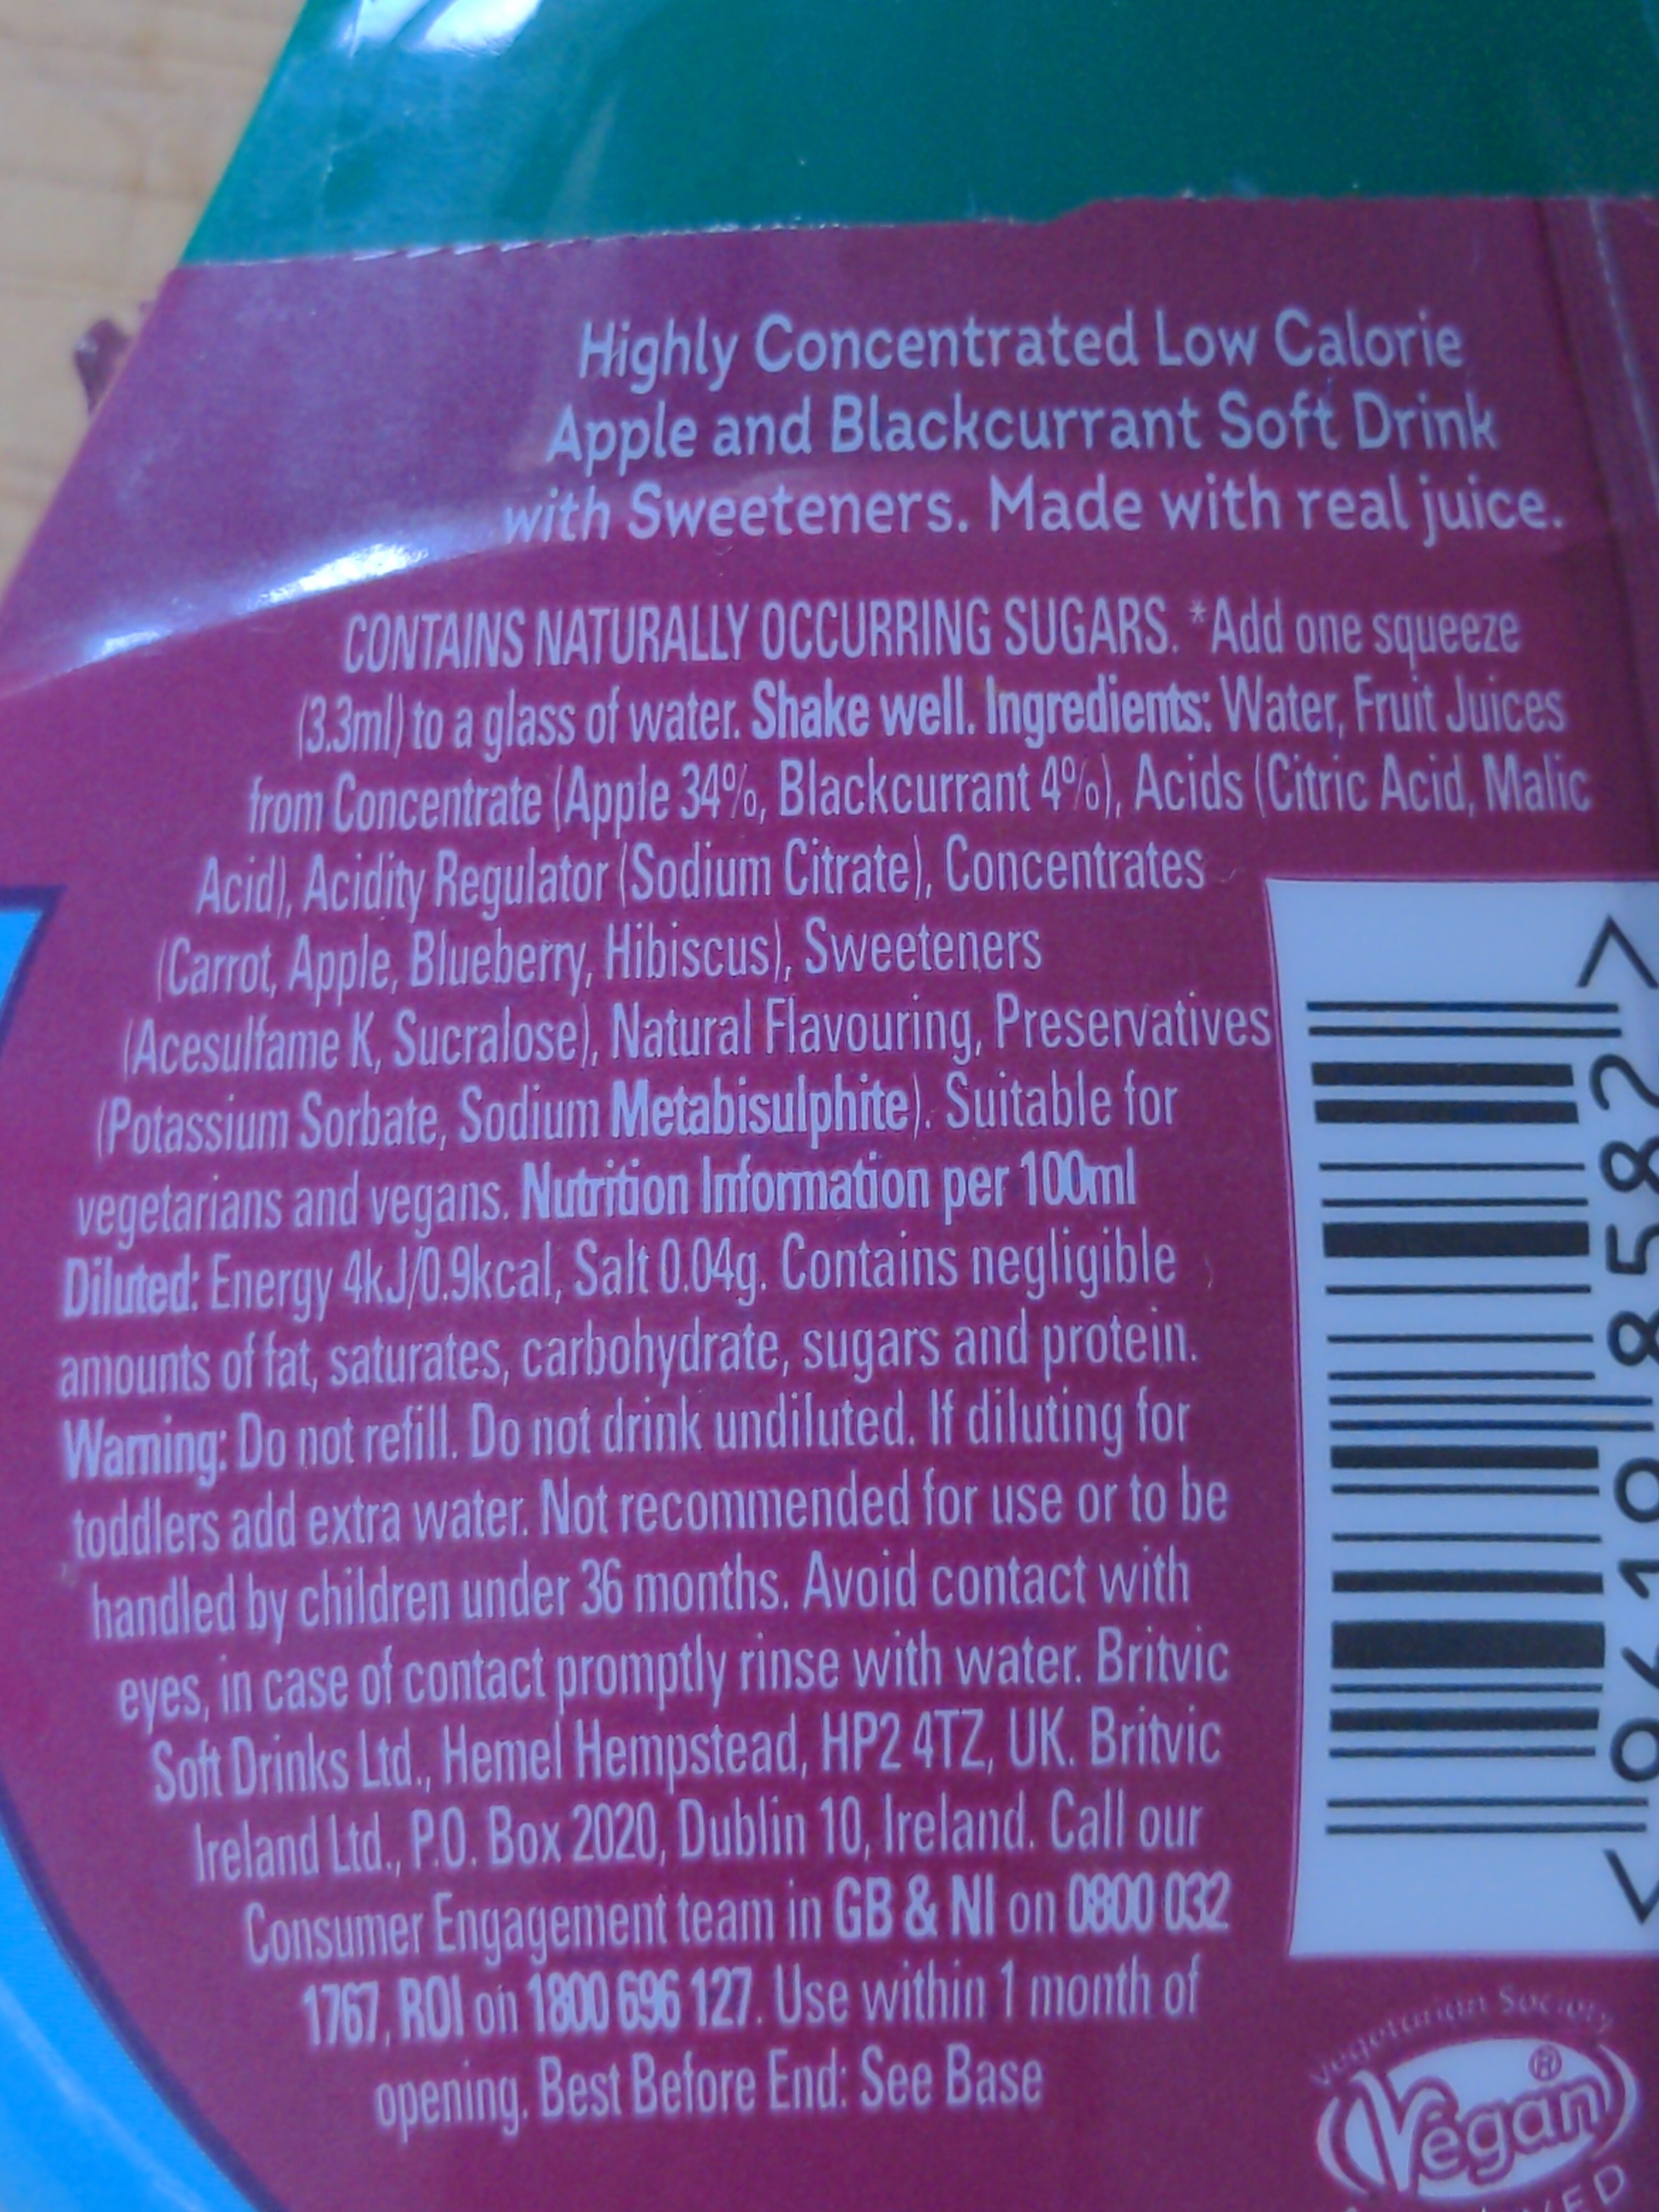 Highly Concentrated Low Calorie
Apple and Blackcurrant Soft Drink
with Sweeteners. Made with real juice.
CONTAINS NATURALLY OCCURRING SUGARS. *Add one squeeze
(3.3ml) to a glass of water. Shake well. Ingredients: Water, Fruit Juices
from Concentrate (Apple 34%, Blackcurrant 4%), Acids (Citric Acid, Malic
Acid), Acidity Regulator (Sodium Citrate), Concentrates
(Carrot, Apple, Blueberry, Hibiscus), Sweeteners
(Acesulfame K, Sucralose), Natural Flavouring, Preservatives
(Potassium Sorbate, Sodium Metabisulphite). Suitable for
vegetarians and vegans. Nutrition Information per 100ml
Diluted: Energy 4kJ/0.9kcal, Salt 0.04g. Contains negligible
amounts of fat, saturates, carbohydrate, sugars and protein.
Warning: Do not refill. Do not drink undiluted. If diluting for
toddlers add extra water. Not recommended for use or to be
handled by children under 36 months. Avoid contact with
eyes, in case of contact promptly rinse with water. Britvic
Soft Drinks Ltd., Hemel Hempstead, HP2 4TZ, UK. Britvic
Ireland Ltd., P.O. Box 2020, Dublin 10, Ireland. Call our
Consumer Engagement team in GB & NI on 0800 032
1767, ROI on 1800 696 127. Use within 1 month of
opening. Best Before End: See Base
Vegetarian Society
Vegan®